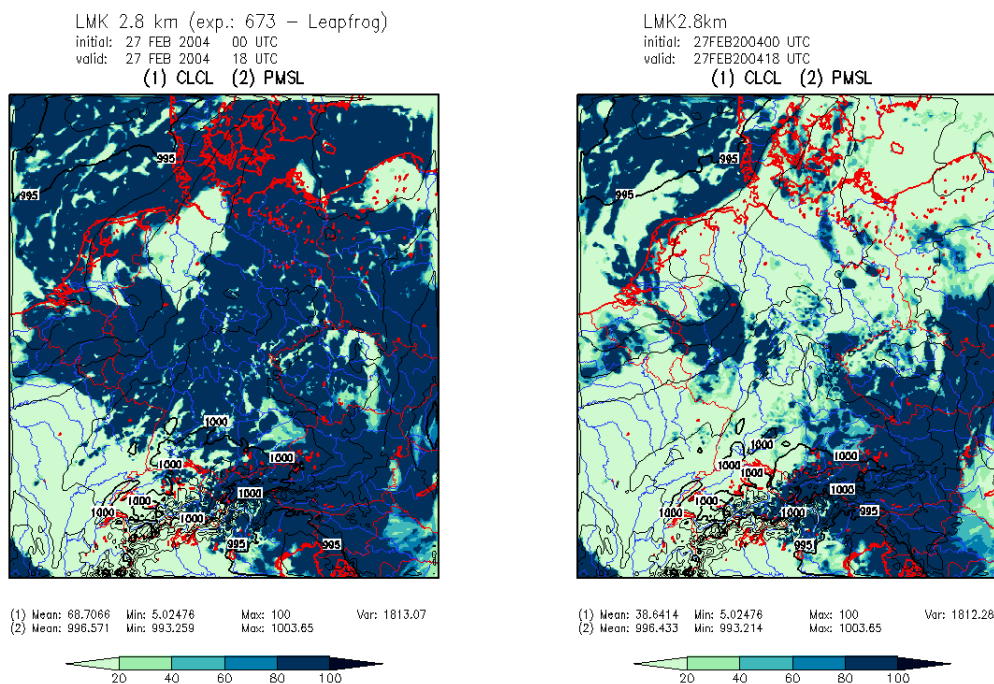 LMK 2.8 km (exp.: 673 – Leapfrog)
initial: 27 FEB 2004 00 UTC
valid: 27 FEB 2004 18 UTC
(1) CLCL (2) PMSL
995
995
1000
1000
1000
1000
1000
1000
1000
995
995
(1) Mean: 68.7066 Min: 5.02476 Max: 100 Var: 1813.07
(2) Mean: 996.571 Min: 993.259 Max: 1003.65
20 40 60 80 100
LMK2.8km
initial: 27FEB200400 UTC
valid: 27FEB200418 UTC
(1) CLCL (2) PMSL
995
995
1000
1000
1000
1000
1000
1000
1000
1000
995
995
(1) Mean: 38.6414 Min: 5.02476 Max: 100 Var: 1812.28
(2) Mean: 996.433 Min: 993.214 Max: 1003.65
20 40 60 80 100